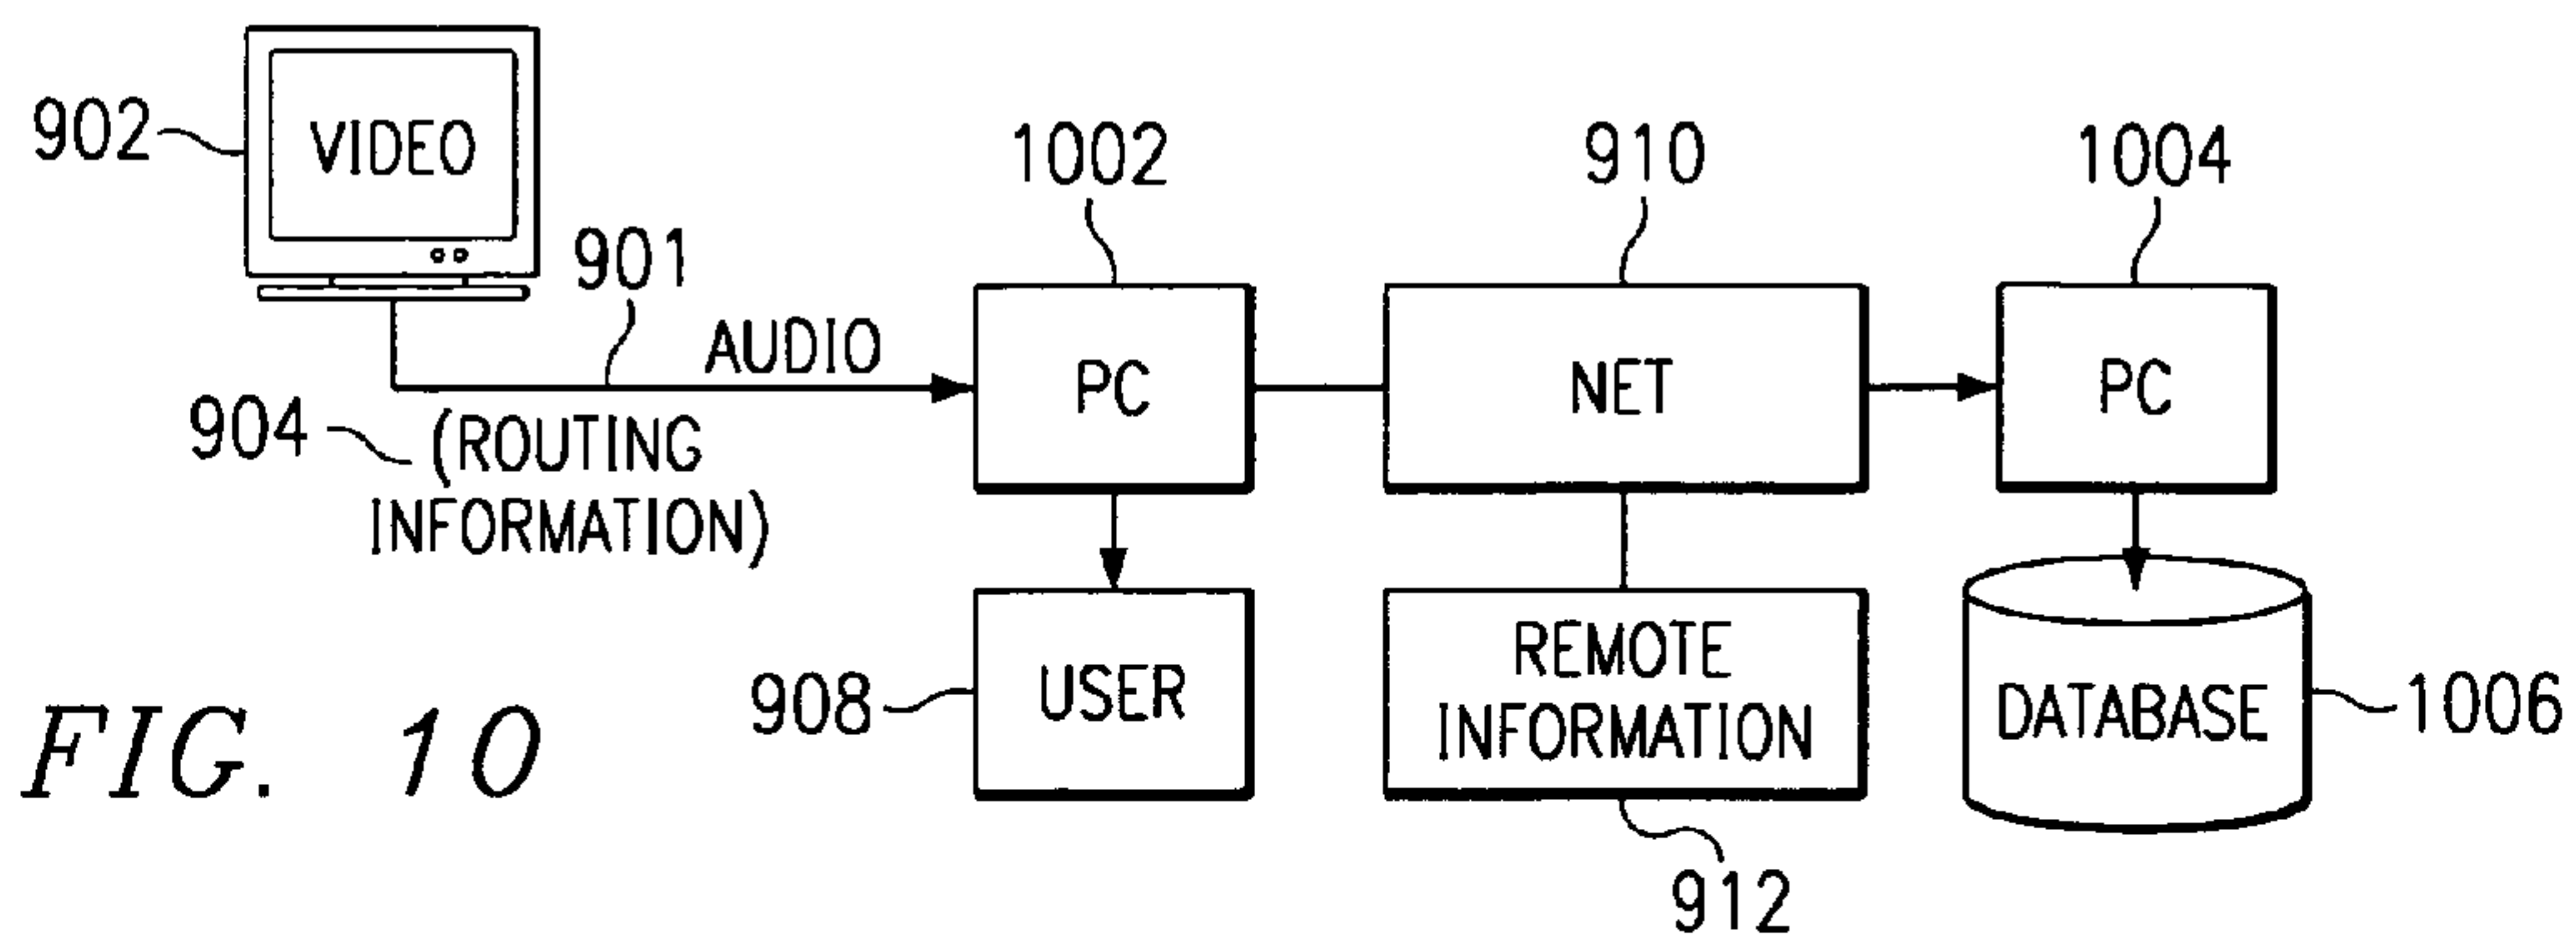 902
VIDEO
901
AUDIO
904
(ROUTING
INFORMATION)
1002
PC
910
NET
1004
PC
908
USER
REMOTE
INFORMATION
912
DATABASE
1006
FIG. 10